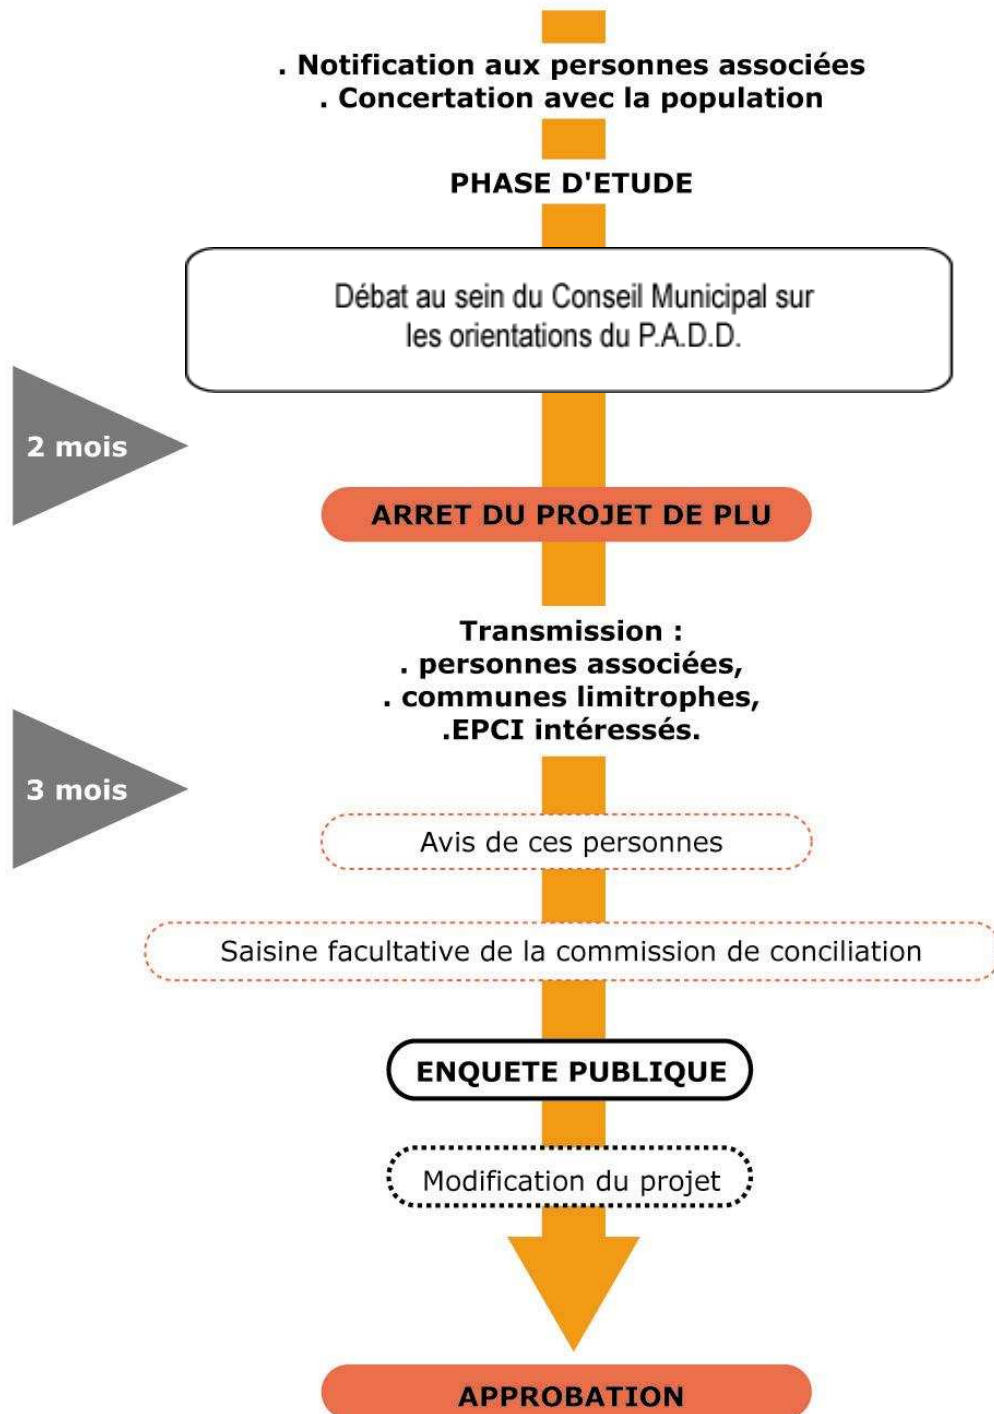 . Notification aux personnes associées
. Concertation avec la population
PHASE D'ETUDE
Débat au sein du Conseil Municipal sur
les orientations du P.A.D.D.
2 mois
ARRET DU PROJET DE PLU
Transmission :
. personnes associées,
. communes limitrophes,
.EPCI intéressés.
3 mois
Avis de ces personnes
Saisine facultative de la commission de conciliation
ENQUETE PUBLIQUE
Modification du projet
APPROBATION